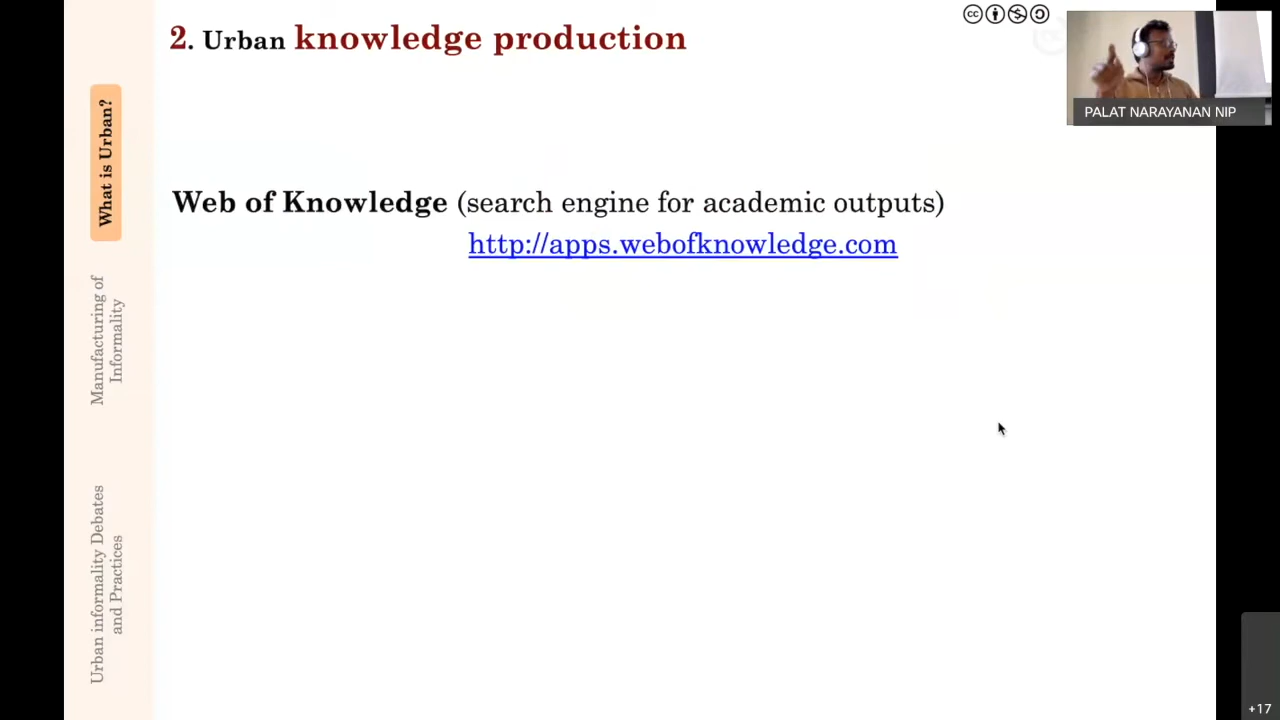 2. Urban knowledge production
PALAT NARAYANAN NIP
What is Urban?
Web of Knowledge (search engine for academic outputs)
http://apps.webofknowledge.com
Manufacturing of
Informality
Urban informality Debates
and Practices
+17